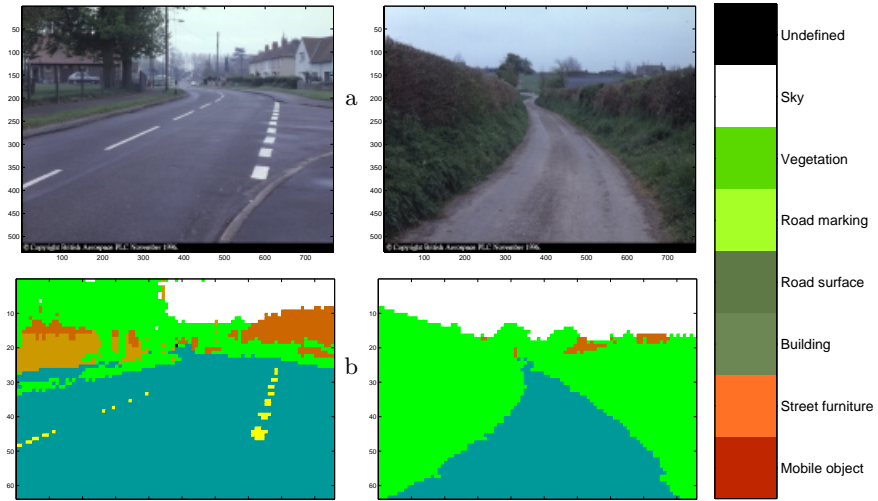 50
100
150
200
250
300
350
400
450
500
© Copyright British Aerospace PLC November 1996.
100 200 300 400 500 600 700
a
50
100
150
200
250
300
350
400
450
500
© Copyright British Aerospace PLC November 1996.
100 200 300 400 500 600 700
10
20
30
40
50
60
b
10
20
30
40
50
60
Undefined
Sky
Vegetation
Road marking
Road surface
Building
Street furniture
Mobile object